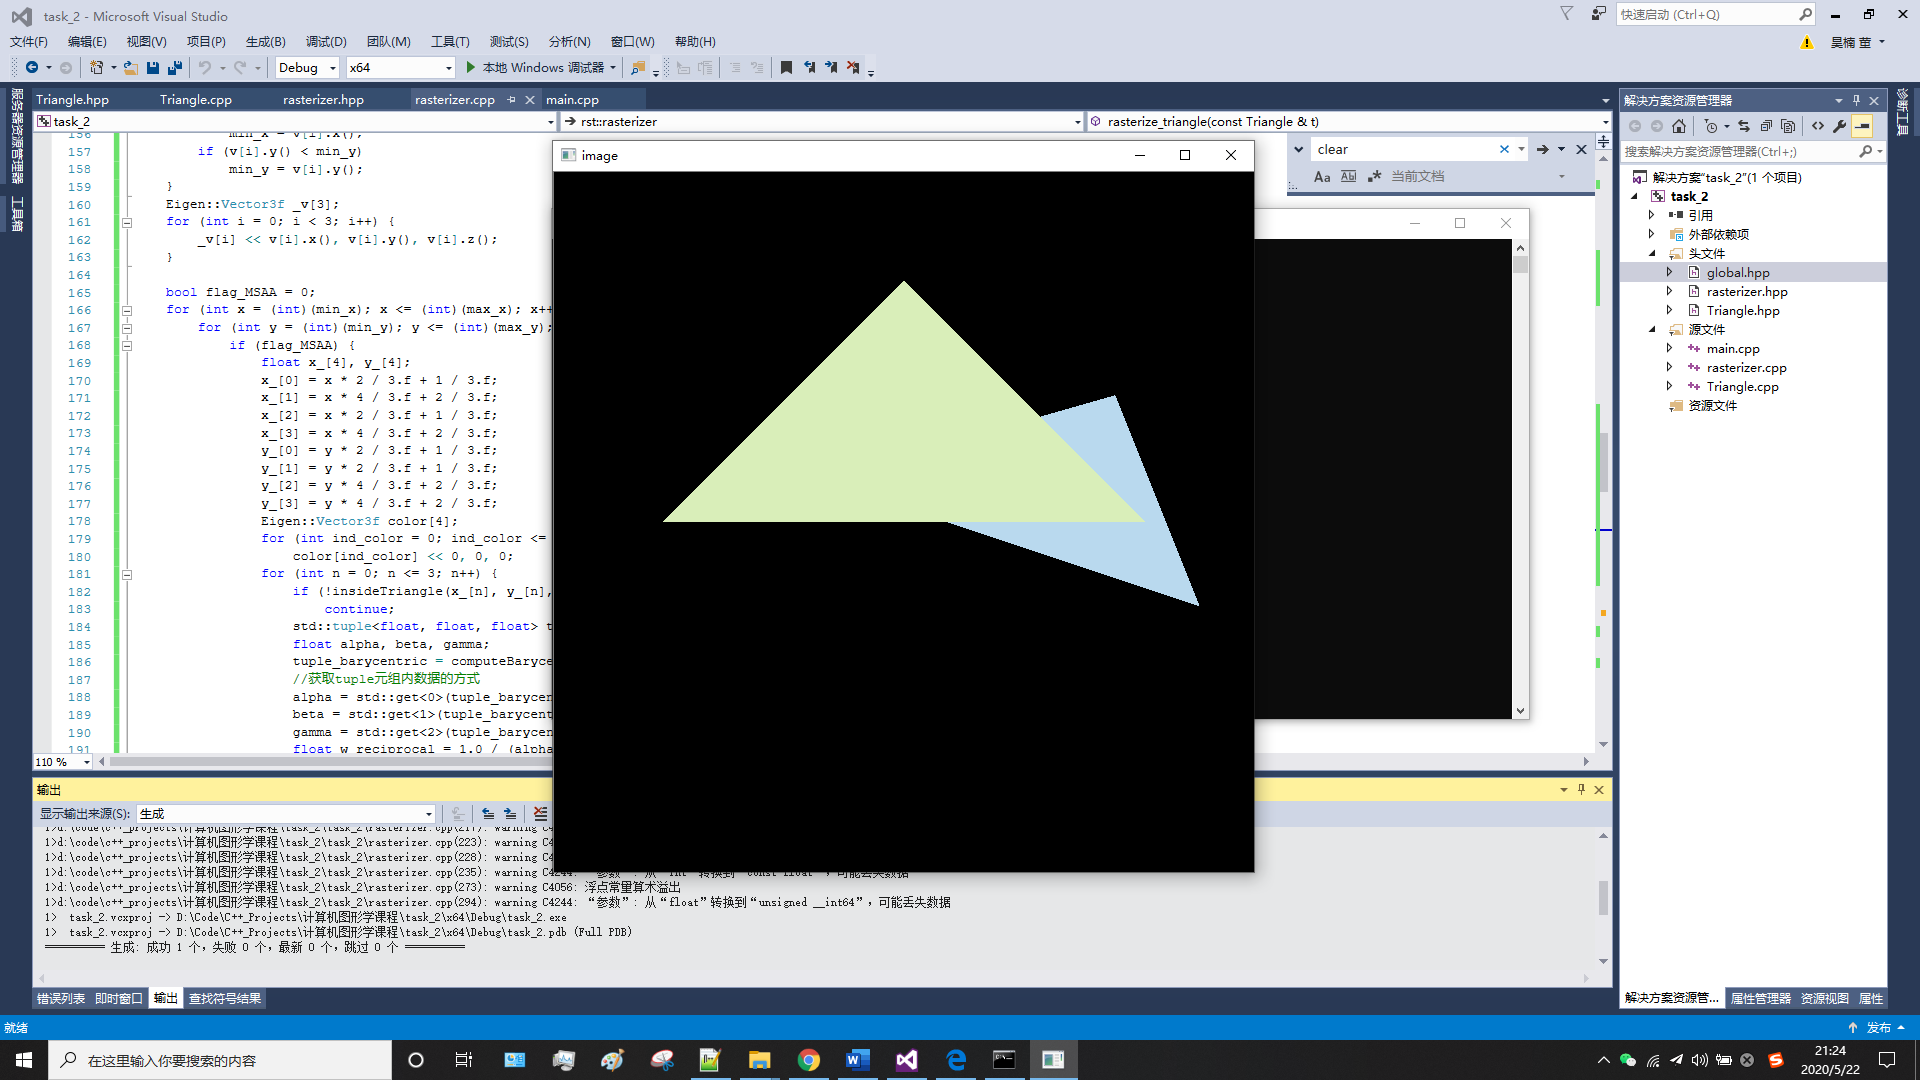 task_2 - Microsoft Visual Studio
快速启动 (Ctrl+Q)
文件(F) 编辑(E) 视图(V) 项目(P) 生成(B) 调试(D) 团队(M) 工具(T) 测试(S) 分析(N) 窗口(W) 帮助(H)
昊楠 董
Debug x64 本地 Windows 调试器
服务器资源管理器
工具箱
Triangle.hpp Triangle.cpp rasterizer.hpp rasterizer.cpp main.cpp
task_2 rst::rasterizer rasterize_triangle(const Triangle & t)
156 min_x = v[i].x();
157 if (v[i].y() < min_y)
158 min_y = v[i].y();
159 }
160 Eigen::Vector3f _v[3];
161 for (int i = 0; i < 3; i++) {
162 _v[i] << v[i].x(), v[i].y(), v[i].z();
163 }
164
165 bool flag_MSAA = 0;
166 for (int x = (int)(min_x); x <= (int)(max_x); x++
167 for (int y = (int)(min_y); y <= (int)(max_y);
168 if (flag_MSAA) {
169 float x_[4], y_[4];
170 x_[0] = x * 2 / 3.f + 1 / 3.f;
171 x_[1] = x * 4 / 3.f + 2 / 3.f;
172 x_[2] = x * 2 / 3.f + 1 / 3.f;
173 x_[3] = x * 4 / 3.f + 2 / 3.f;
174 y_[0] = y * 2 / 3.f + 1 / 3.f;
175 y_[1] = y * 2 / 3.f + 1 / 3.f;
176 y_[2] = y * 4 / 3.f + 2 / 3.f;
177 y_[3] = y * 4 / 3.f + 2 / 3.f;
178 Eigen::Vector3f color[4];
179 for (int ind_color = 0; ind_color <=
180 color[ind_color] << 0, 0, 0;
181 for (int n = 0; n <= 3; n++) {
182 if (!insideTriangle(x_[n], y_[n],
183 continue;
184 std::tuple<float, float, float> t
185 float alpha, beta, gamma;
186 tuple_barycentric = computeBaryce
187 //获取tuple元组内数据的方式
188 alpha = std::get<0>(tuple_barycen
189 beta = std::get<1>(tuple_barycent
190 gamma = std::get<2>(tuple_barycen
191 float w_reciprocal = 1.0 / (alpha
110 %
image
clear
Aa Ab 当前文档
解决方案资源管理器
搜索解决方案资源管理器(Ctrl+;)
解决方案"task_2"(1 个项目)
task_2
引用
外部依赖项
头文件
global.hpp
rasterizer.hpp
Triangle.hpp
源文件
main.cpp
rasterizer.cpp
Triangle.cpp
资源文件
诊断工具
输出
显示输出来源(S): 生成
1>d:\code\c++_projects\计算机图形学课程\task_2\task_2\rasterizer.cpp(217): warning C4
1>d:\code\c++_projects\计算机图形学课程\task_2\task_2\rasterizer.cpp(223): warning C4
1>d:\code\c++_projects\计算机图形学课程\task_2\task_2\rasterizer.cpp(228): warning C4
1>d:\code\c++_projects\计算机图形学课程\task_2\task_2\rasterizer.cpp(235): warning C4244: “参数”: 从“int”转换到“const float”，可能丢失数据
1>d:\code\c++_projects\计算机图形学课程\task_2\task_2\rasterizer.cpp(273): warning C4056: 浮点常量算术溢出
1>d:\code\c++_projects\计算机图形学课程\task_2\task_2\rasterizer.cpp(294): warning C4244: “参数”: 从“float”转换到“unsigned __int64”，可能丢失数据
1> task_2.vcxproj -> D:\Code\C++_Projects\计算机图形学课程\task_2\x64\Debug\task_2.exe
1> task_2.vcxproj -> D:\Code\C++_Projects\计算机图形学课程\task_2\x64\Debug\task_2.pdb (Full PDB)
========== 生成: 成功 1 个，失败 0 个，最新 0 个，跳过 0 个 ==========
错误列表 即时窗口 输出 查找符号结果
解决方案资源管... 属性管理器 资源视图 属性
就绪
发布
在这里输入你要搜索的内容
21:24
2020/5/22